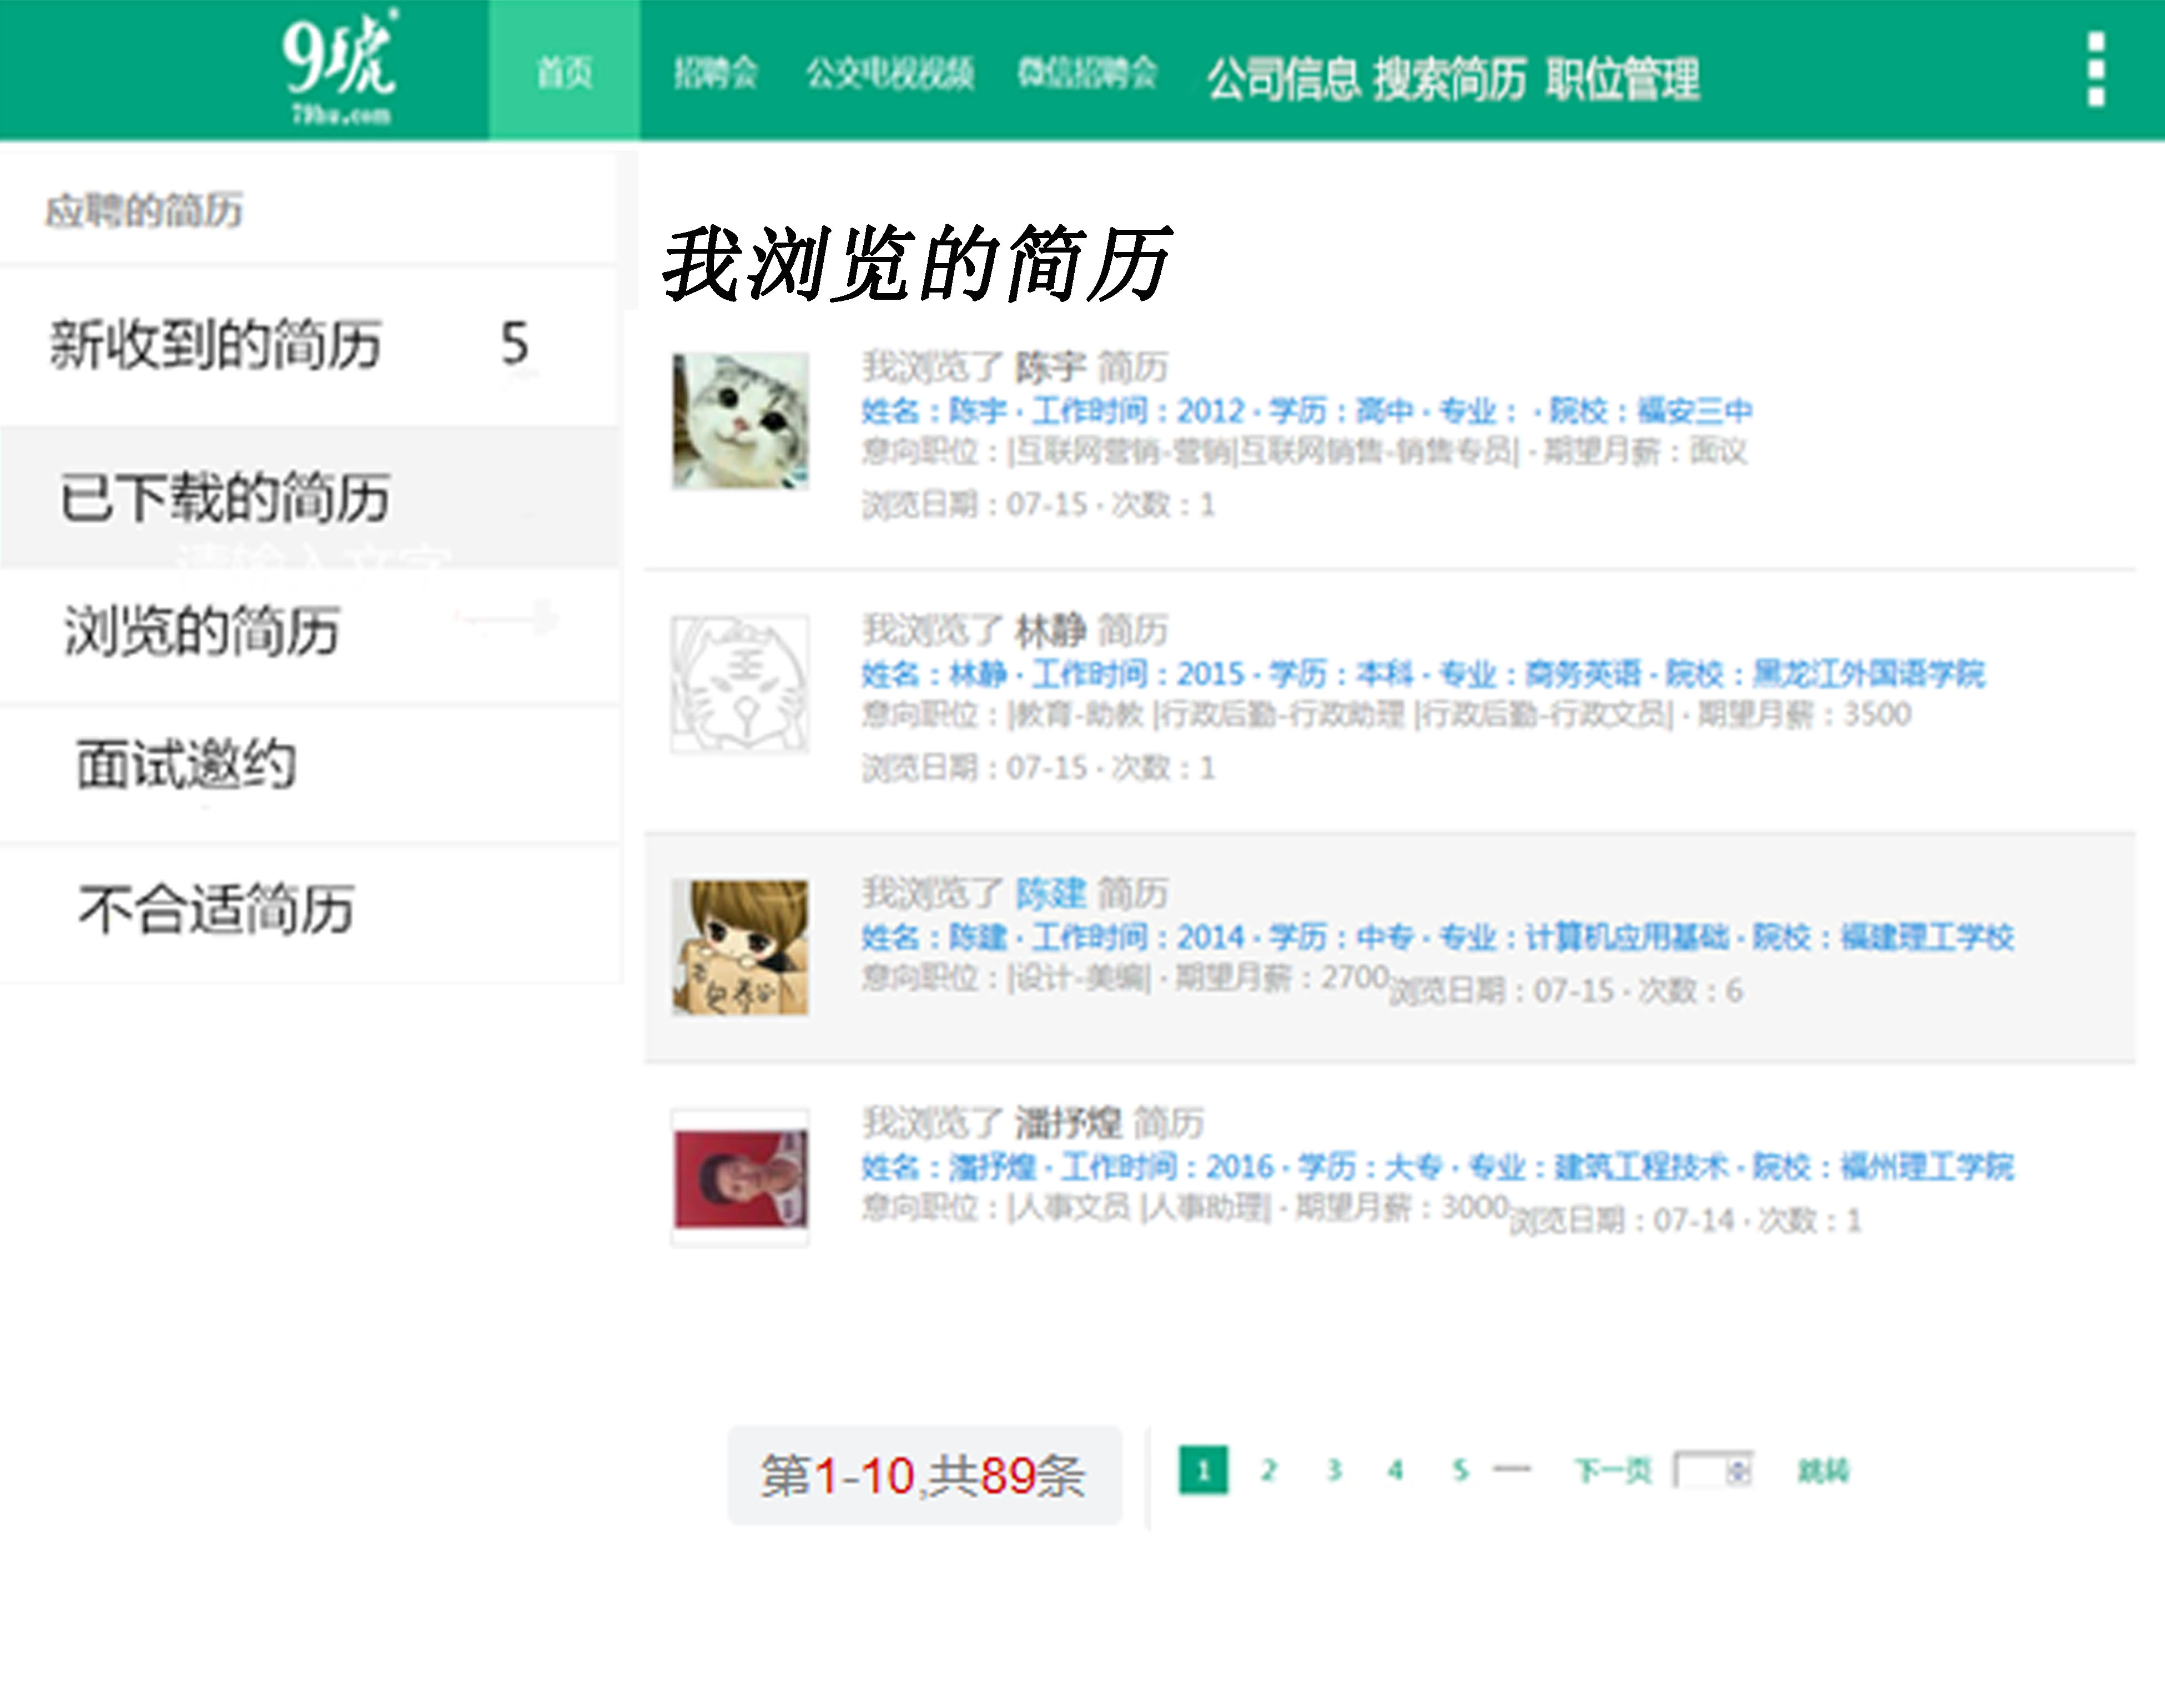 9琥
79hu.com
首页 招聘会 公交电视视频 微信招聘会 公司信息 搜索简历 职位管理
应聘的简历
新收到的简历 5
已下载的简历
请输入文字
浏览的简历
面试邀约
不合适简历
我浏览的简历
我浏览了 陈宇 简历
姓名：陈宇 · 工作时间：2012 · 学历：高中 · 专业： · 院校：福安三中
意向职位：|互联网营销-营销|互联网销售-销售专员| · 期望月薪：面议
浏览日期：07-15 · 次数：1
我浏览了 林静 简历
姓名：林静 · 工作时间：2015 · 学历：本科 · 专业：商务英语 · 院校：黑龙江外国语学院
意向职位：|教育-助教 |行政后勤-行政助理 |行政后勤-行政文员| · 期望月薪：3500
浏览日期：07-15 · 次数：1
我浏览了 陈建 简历
姓名：陈建 · 工作时间：2014 · 学历：中专 · 专业：计算机应用基础 · 院校：福建理工学校
意向职位：|设计-美编| · 期望月薪：2700 浏览日期：07-15 · 次数：6
我浏览了 潘抒煌 简历
姓名：潘抒煌 · 工作时间：2016 · 学历：大专 · 专业：建筑工程技术 · 院校：福州理工学院
意向职位：|人事文员 |人事助理| · 期望月薪：3000 浏览日期：07-14 · 次数：1
第1-10,共89条 1 2 3 4 5 — 下一页 跳转